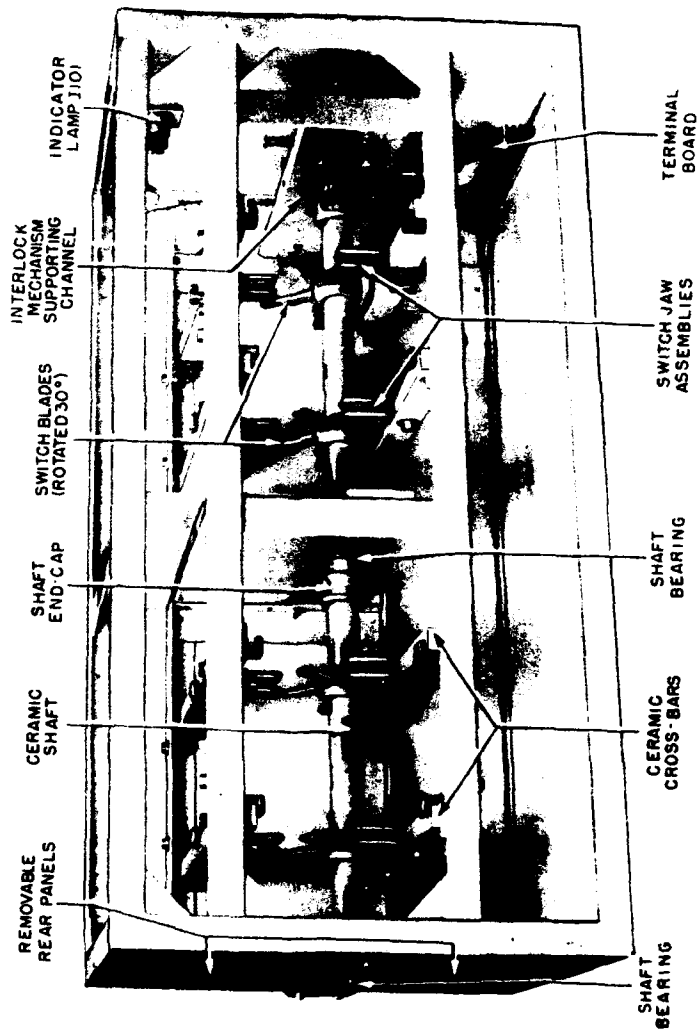 REMOVABLE
REAR PANELS
CERAMIC
SHAFT
SHAFT
END-CAP
SWITCH BLADES
(ROTATED 30°)
INTERLOCK
MECHANISM
SUPPORTING
CHANNEL
INDICATOR
LAMP I101
SHAFT
BEARING
CERAMIC
CROSS-BARS
SHAFT
BEARING
SWITCH JAW
ASSEMBLIES
TERMINAL
BOARD